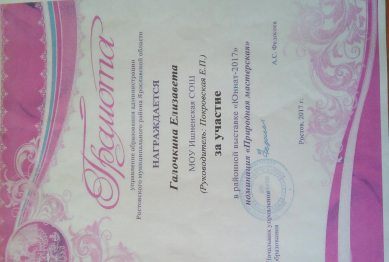 Грамота
управление образования администрации
Ростовского муниципального района Ярославской области
НАГРАЖДАЕТСЯ
Галочкина Елизавета
МОУ Ишненская СОШ
(Руководитель: Покровская Е.П.)
за участие
в районной выставке «Юннат-2017»
номинация «Природная мастерская»
Начальник управления
образования
А.С.
Ростов, 2017 г.